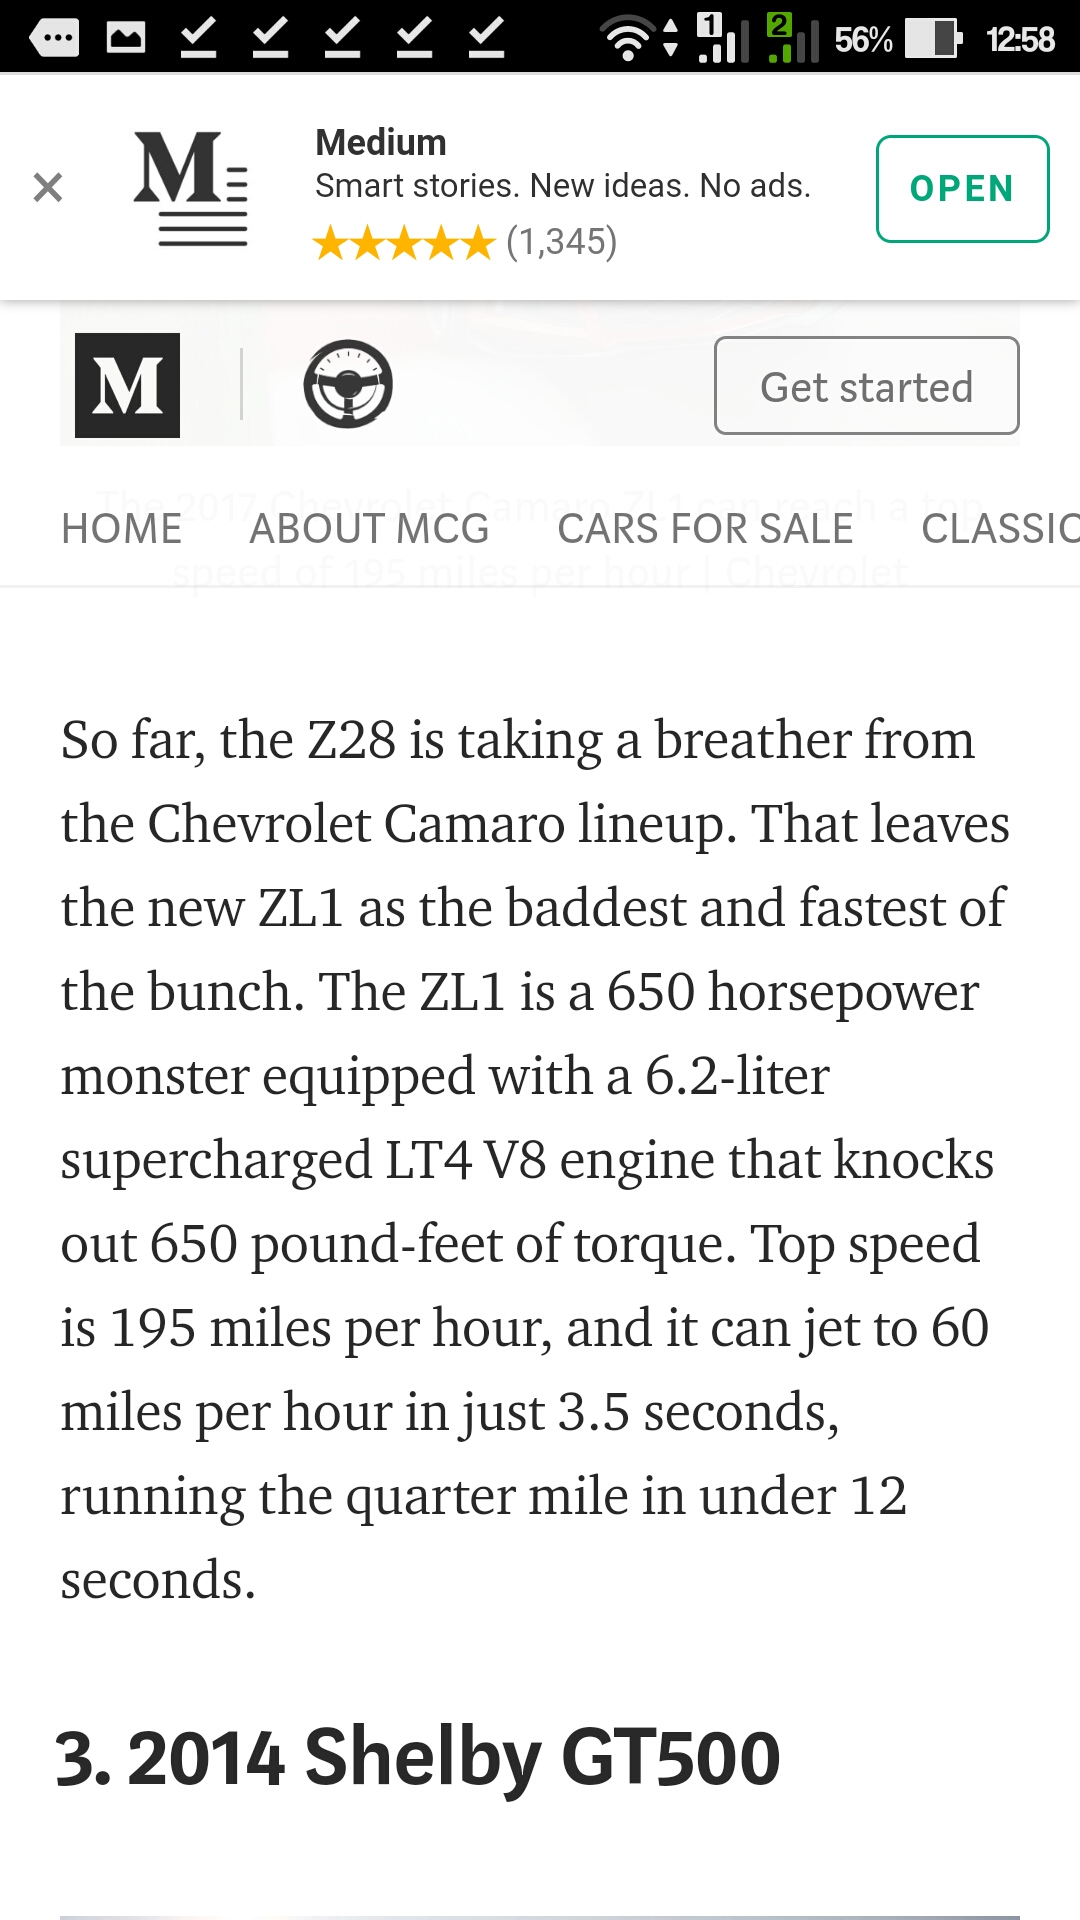 1 2 56% 12:58
Medium
Smart stories. New ideas. No ads.
(1,345)
OPEN
M
Get started
The 2017 Chevrolet Camaro ZL1 can reach a top
HOME ABOUT MCG CARS FOR SALE CLASSIC
speed of 195 miles per hour | Chevrolet
So far, the Z28 is taking a breather from
the Chevrolet Camaro lineup. That leaves
the new ZL1 as the baddest and fastest of
the bunch. The ZL1 is a 650 horsepower
monster equipped with a 6.2-liter
supercharged LT4 V8 engine that knocks
out 650 pound-feet of torque. Top speed
is 195 miles per hour, and it can jet to 60
miles per hour in just 3.5 seconds,
running the quarter mile in under 12
seconds.
3. 2014 Shelby GT500